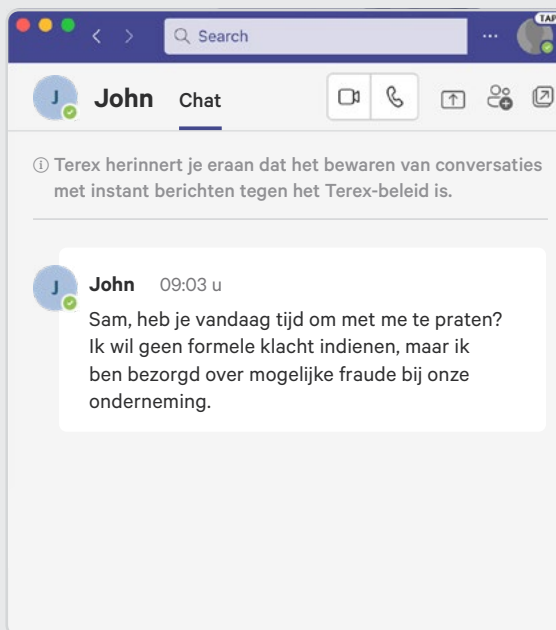 TAP
Search
J
John Chat
Terex herinnert je eraan dat het bewaren van conversaties
met instant berichten tegen het Terex-beleid is.
J
John 09:03 u
Sam, heb je vandaag tijd om met me te praten?
Ik wil geen formele klacht indienen, maar ik
ben bezorgd over mogelijke fraude bij onze
onderneming.